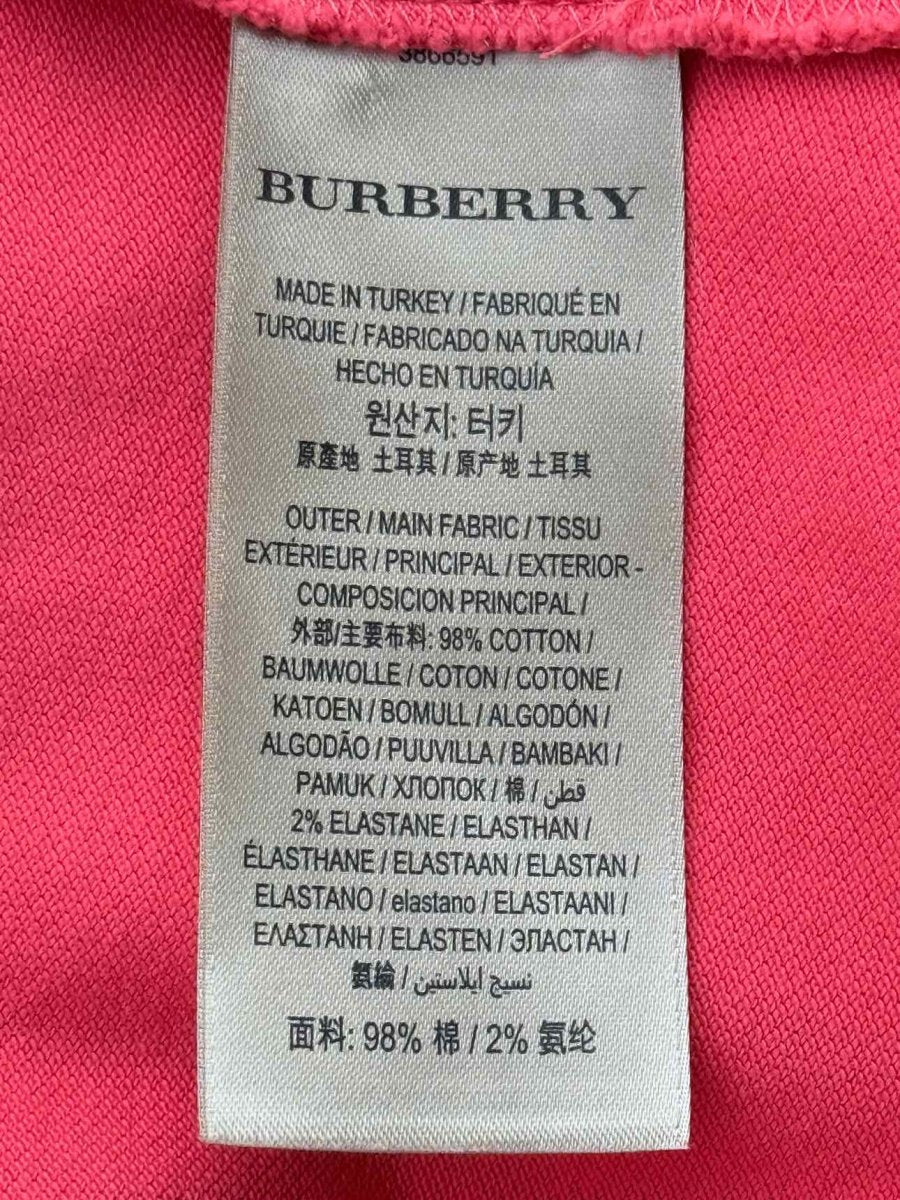 3866591
BURBERRY
MADE IN TURKEY / FABRIQUÉ EN
TURQUIE / FABRICADO NA TURQUIA /
HECHO EN TURQUÍA
원산지: 터키
原產地 土耳其 / 原产地 土耳其
OUTER / MAIN FABRIC / TISSU
EXTÉRIEUR / PRINCIPAL / EXTERIOR -
COMPOSICION PRINCIPAL /
外部/主要布料: 98% COTTON /
BAUMWOLLE / COTON / COTONE /
KATOEN / BOMULL / ALGODÓN /
ALGODÃO / PUUVILLA / BAMBAKI /
PAMUK / ХЛОПОК / 棉 / قطن
2% ELASTANE / ELASTHAN /
ÉLASTHANE / ELASTAAN / ELASTAN /
ELASTANO / elastano / ELASTAANI /
ΕΛΑΣΤΑΝΗ / ELASTEN / ЭЛАСТАН /
氨綸 / نسيج ايلاستين
面料: 98% 棉 / 2% 氨纶